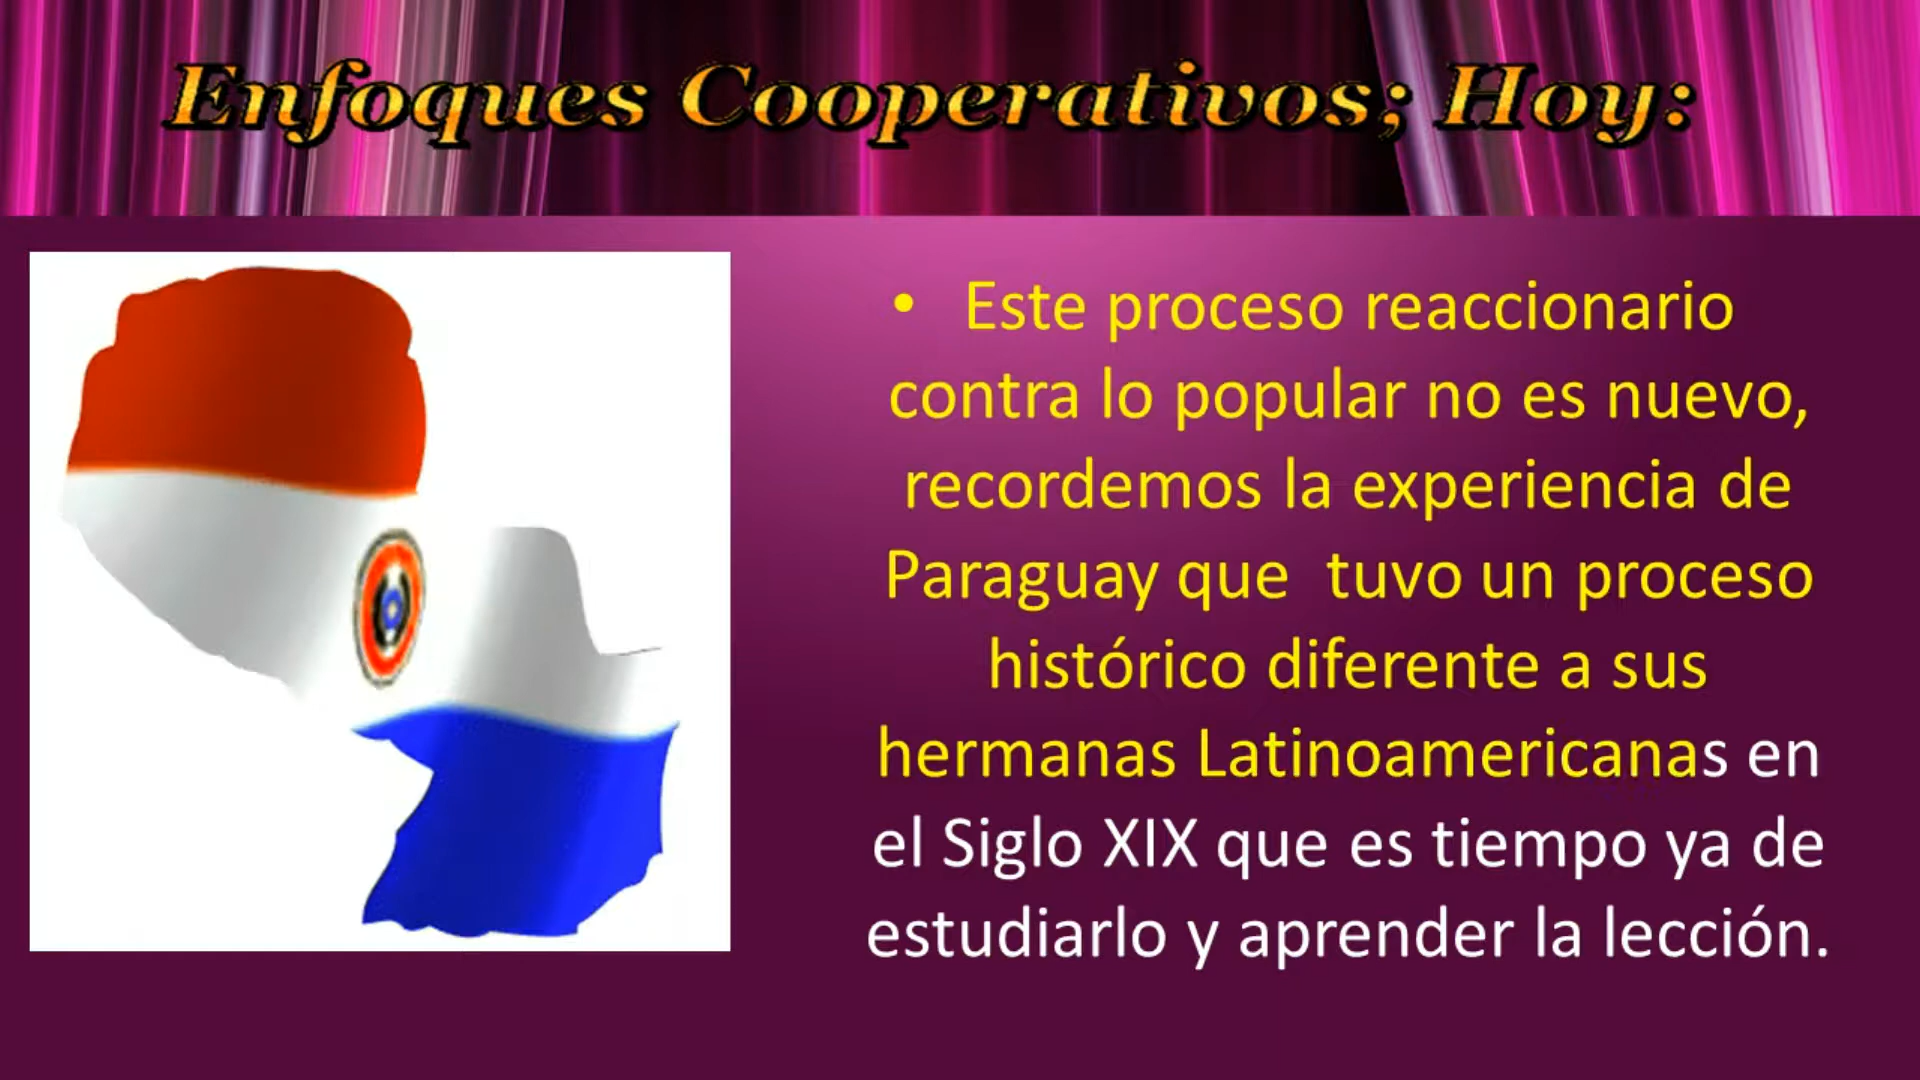 Enfoques Cooperativos; Hoy:
• Este proceso reaccionario
contra lo popular no es nuevo,
recordemos la experiencia de
Paraguay que  tuvo un proceso
histórico diferente a sus
hermanas Latinoamericanas en
el Siglo XIX que es tiempo ya de
estudiarlo y aprender la lección.